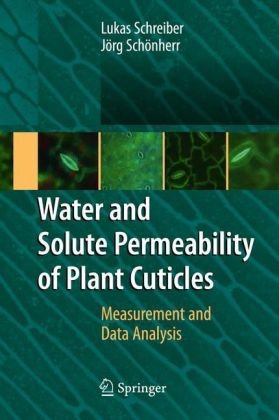 Lukas Schreiber
Jörg Schönherr
Water and
Solute Permeability
of Plant Cuticles
Measurement and
Data Analysis
Springer